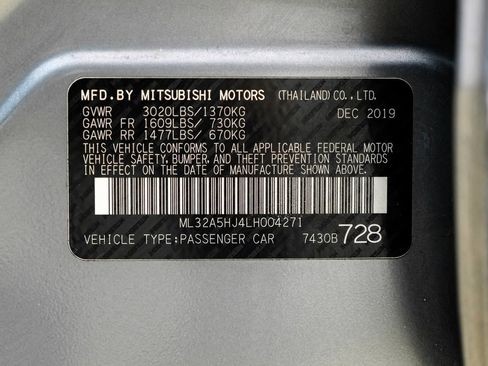 MFD.BY MITSUBISHI MOTORS (THAILAND) CO., LTD.
GVWR 3020LBS/1370KG DEC 2019
GAWR FR 1609LBS/ 730KG
GAWR RR 1477LBS/ 670KG
THIS VEHICLE CONFORMS TO ALL APPLICABLE FEDERAL MOTOR
VEHICLE SAFETY, BUMPER, AND THEFT PREVENTION STANDARDS
IN EFFECT ON THE DATE OF MANUFACTURE SHOWN ABOVE.
ML32A5HJ4LH004271
VEHICLE TYPE:PASSENGER CAR 7430B 728